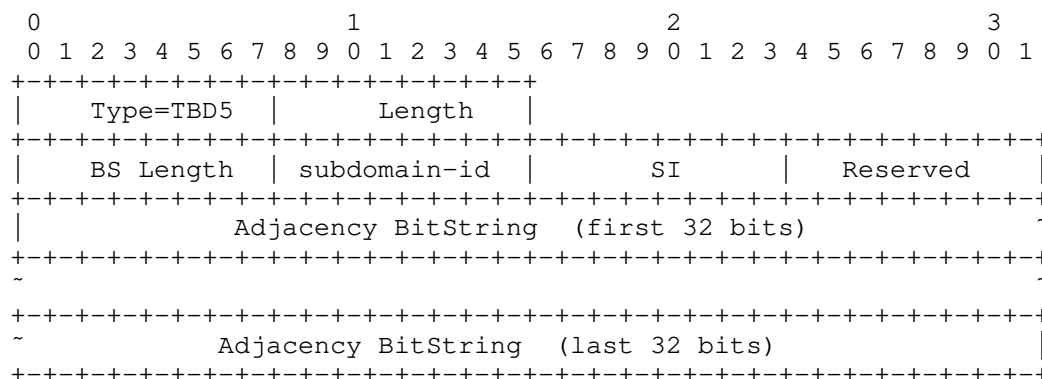 0                   1                   2                   3
 0 1 2 3 4 5 6 7 8 9 0 1 2 3 4 5 6 7 8 9 0 1 2 3 4 5 6 7 8 9 0 1
+-+-+-+-+-+-+-+-+-+-+-+-+-+-+-+-+
|    Type=TBD5  |      Length   |
+-+-+-+-+-+-+-+-+-+-+-+-+-+-+-+-+-+-+-+-+-+-+-+-+-+-+-+-+-+-+-+-+
|    BS Length  | subdomain-id  |       SI      |   Reserved    |
+-+-+-+-+-+-+-+-+-+-+-+-+-+-+-+-+-+-+-+-+-+-+-+-+-+-+-+-+-+-+-+-+
|             Adjacency BitString  (first 32 bits)              ~
+-+-+-+-+-+-+-+-+-+-+-+-+-+-+-+-+-+-+-+-+-+-+-+-+-+-+-+-+-+-+-+-+
~                                                               ~
+-+-+-+-+-+-+-+-+-+-+-+-+-+-+-+-+-+-+-+-+-+-+-+-+-+-+-+-+-+-+-+-+
~            Adjacency BitString  (last 32 bits)                |
+-+-+-+-+-+-+-+-+-+-+-+-+-+-+-+-+-+-+-+-+-+-+-+-+-+-+-+-+-+-+-+-+